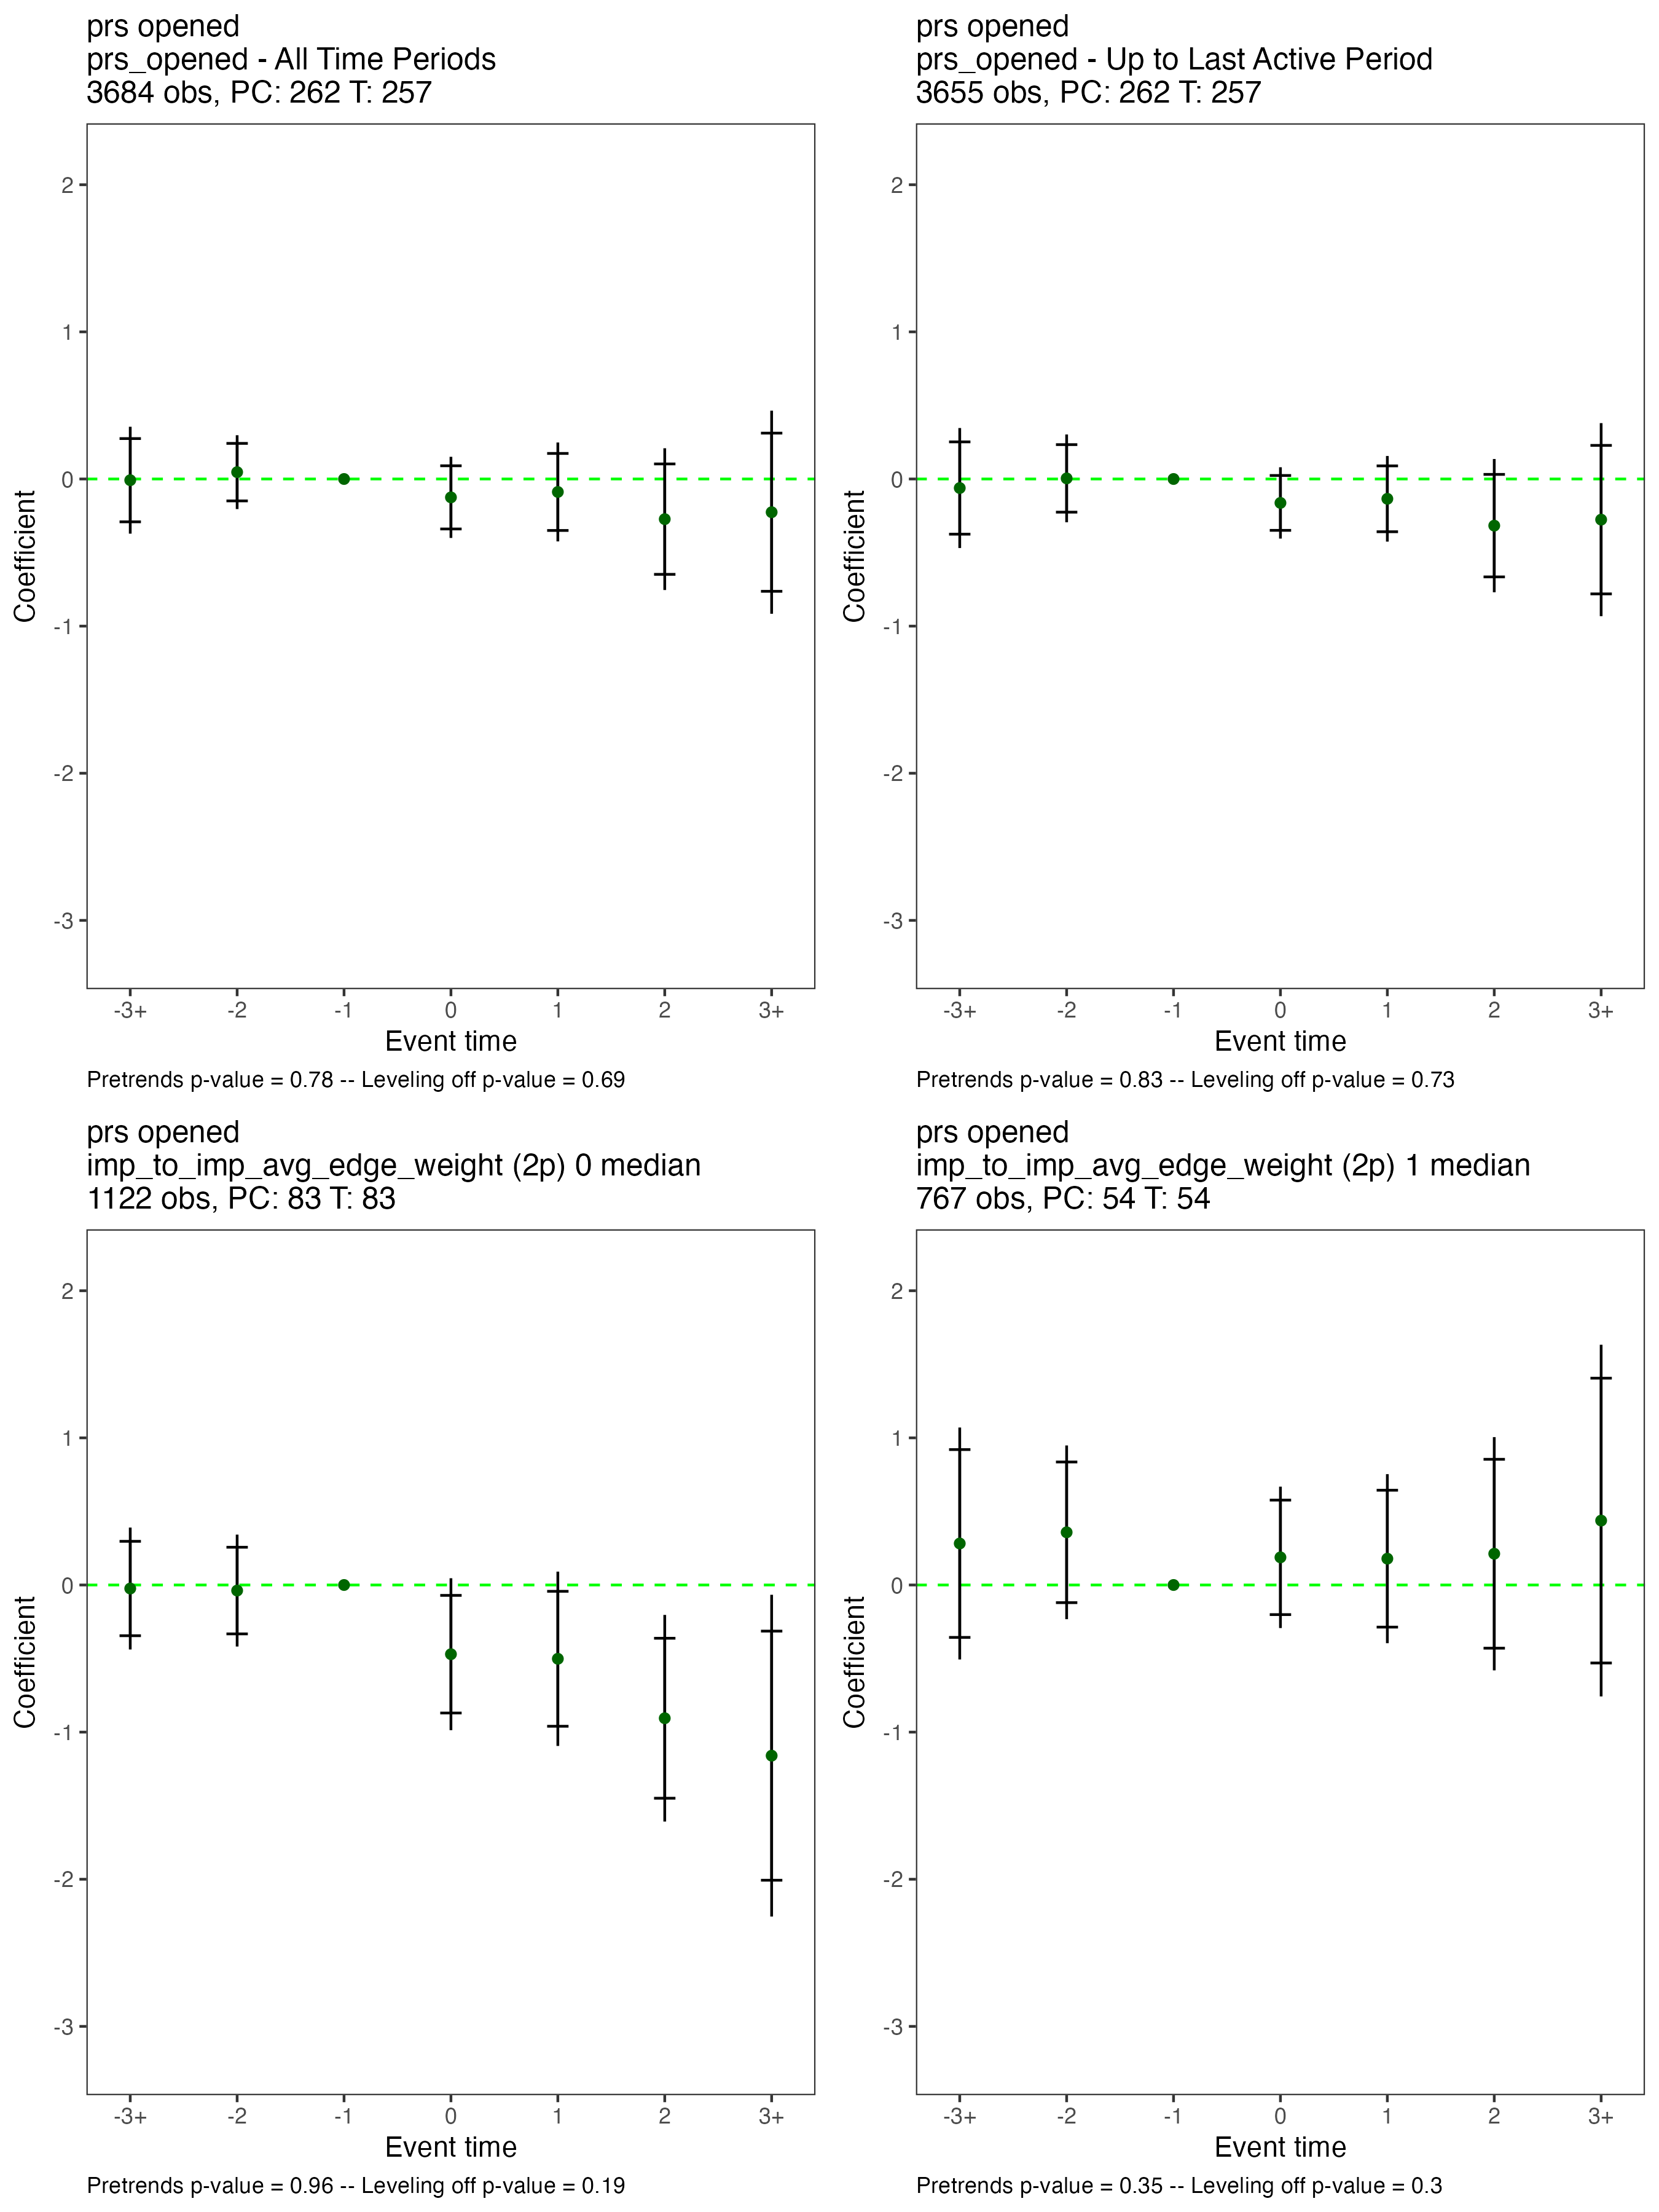 prs opened
prs_opened - All Time Periods
3684 obs, PC: 262 T: 257
2
1
0
-1
-2
-3
Coefficient
-3+ -2 -1 0 1 2 3+
Event time
Pretrends p-value = 0.78 -- Leveling off p-value = 0.69
prs opened
prs_opened - Up to Last Active Period
3655 obs, PC: 262 T: 257
2
1
0
-1
-2
-3
Coefficient
-3+ -2 -1 0 1 2 3+
Event time
Pretrends p-value = 0.83 -- Leveling off p-value = 0.73
prs opened
imp_to_imp_avg_edge_weight (2p) 0 median
1122 obs, PC: 83 T: 83
2
1
0
-1
-2
-3
Coefficient
-3+ -2 -1 0 1 2 3+
Event time
Pretrends p-value = 0.96 -- Leveling off p-value = 0.19
prs opened
imp_to_imp_avg_edge_weight (2p) 1 median
767 obs, PC: 54 T: 54
2
1
0
-1
-2
-3
Coefficient
-3+ -2 -1 0 1 2 3+
Event time
Pretrends p-value = 0.35 -- Leveling off p-value = 0.3